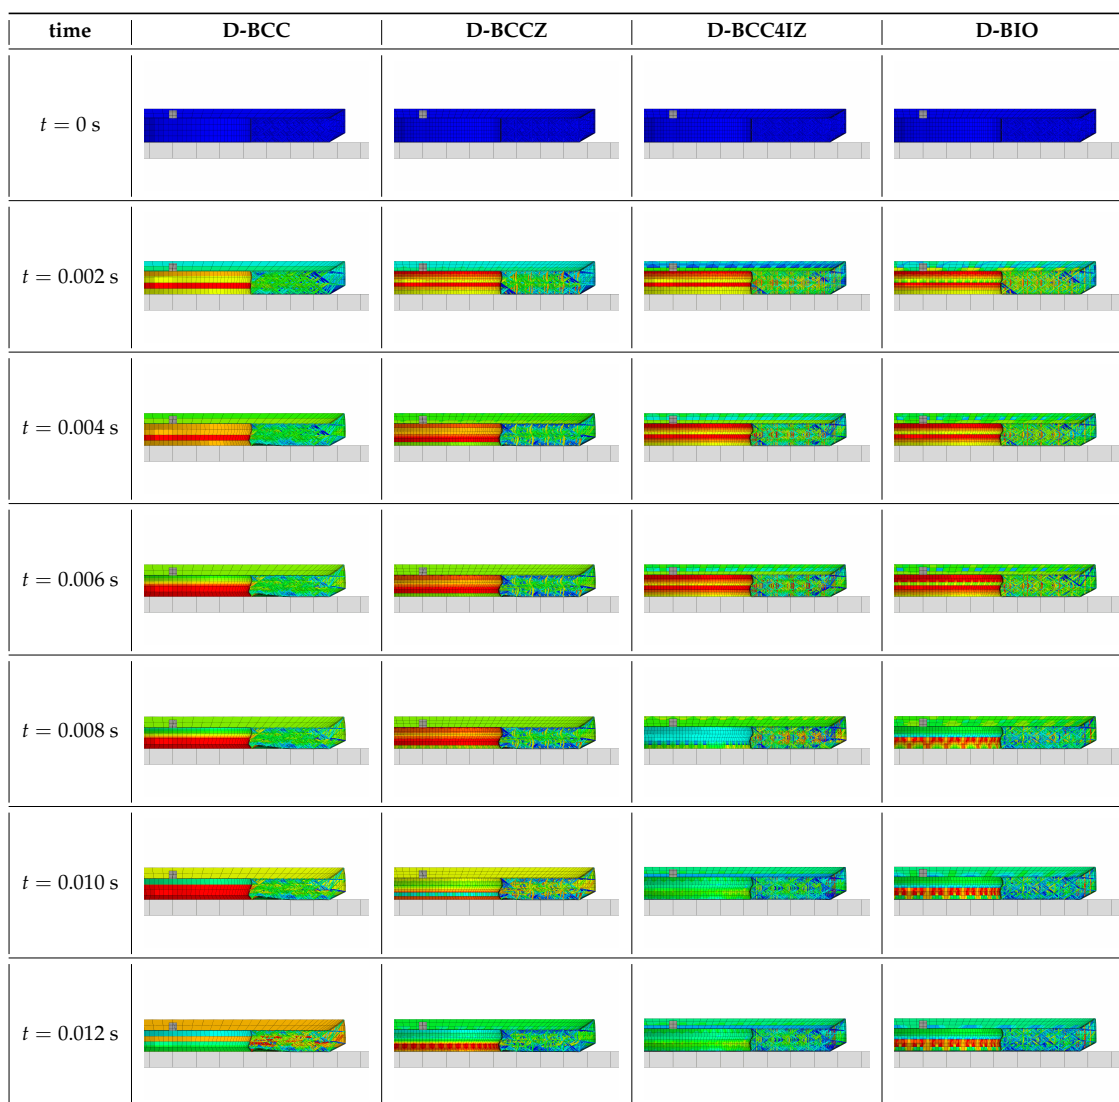 time D-BCC D-BCCZ D-BCC4IZ D-BIO
t = 0 s
t = 0.002 s
t = 0.004 s
t = 0.006 s
t = 0.008 s
t = 0.010 s
t = 0.012 s